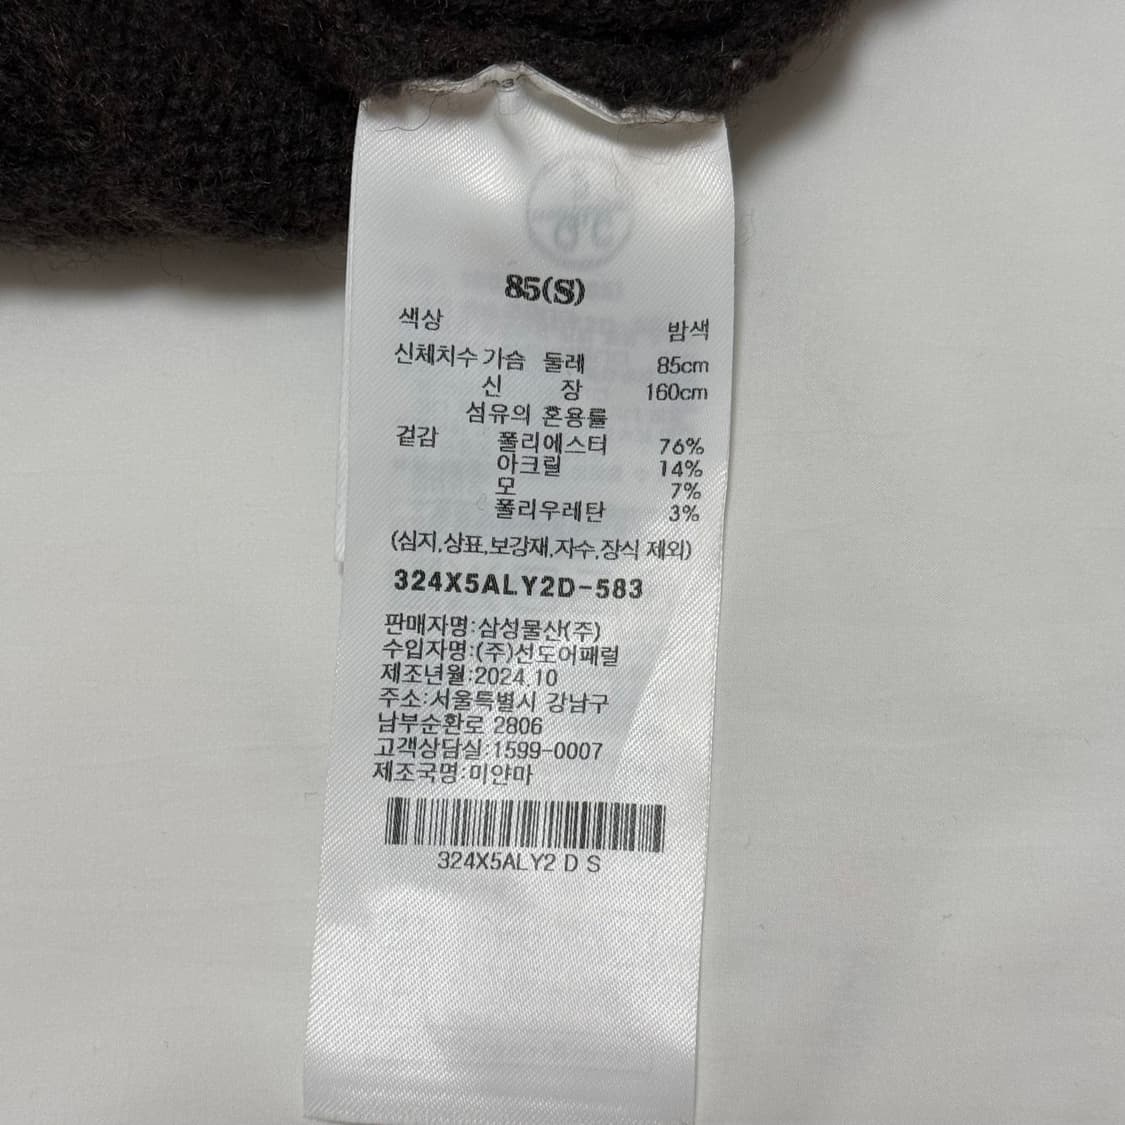 85(S)
색상 밤색
신체치수 가슴 둘레 85cm
신 장 160cm
섬유의 혼용률
겉감 폴리에스터 76%
아크릴 14%
모 7%
폴리우레탄 3%
(심지,상표,보강재,자수,장식 제외)
324X5ALY2D-583
판매자명:삼성물산(주)
수입자명:(주)선도어패럴
제조년월:2024.10
주소:서울특별시 강남구
남부순환로 2806
고객상담실:1599-0007
제조국명:미얀마
324X5ALY2 D S